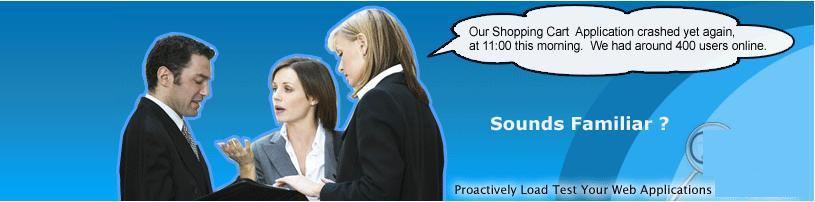 Our Shopping Cart Application crashed yet again,
at 11:00 this morning. We had around 400 users online.
Sounds Familiar ?
Proactively Load Test Your Web Applications